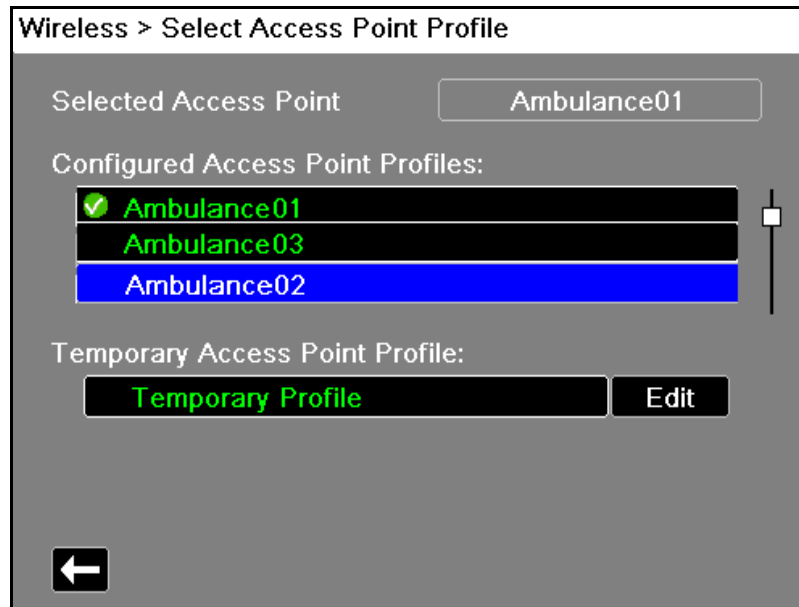 Wireless > Select Access Point Profile
Selected Access Point Ambulance01
Configured Access Point Profiles:
Ambulance01
Ambulance03
Ambulance02
Temporary Access Point Profile:
Temporary Profile Edit